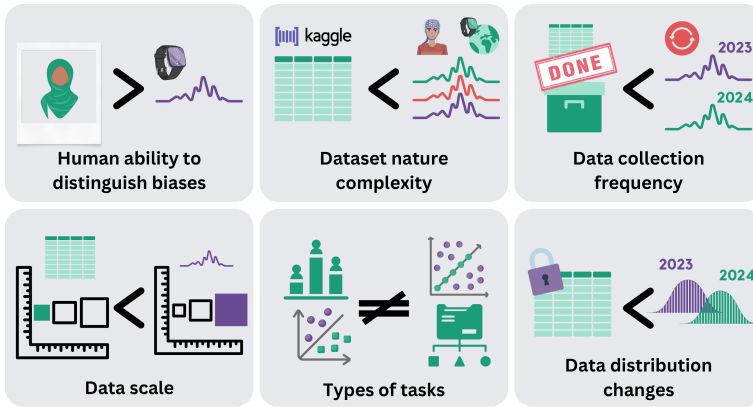 Human ability to
distinguish biases
kaggle
Dataset nature
complexity
DONE
2023
2024
Data collection
frequency
Data scale
Types of tasks
2023
2024
Data distribution
changes